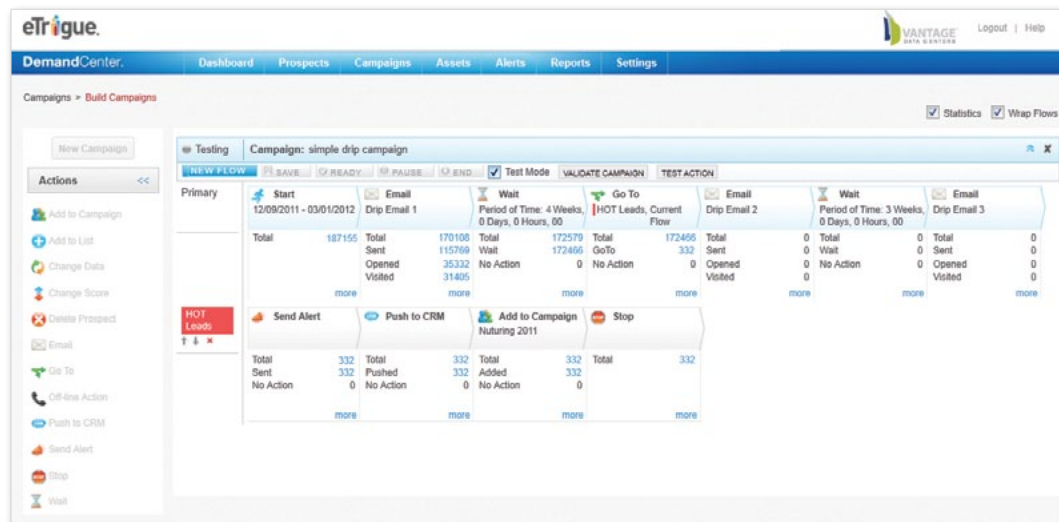 eTrigue.
VANTAGE
DATA CENTERS
Logout | Help
DemandCenter.
Dashboard Prospects Campaigns Assets Alerts Reports Settings
Campaigns > Build Campaigns
Statistics Wrap Flows
New Campaign
Testing Campaign: simple drip campaign
NEW FLOW SAVE READY PAUSE END Test Mode VALIDATE CAMPAIGN TEST ACTION
Actions <<
Add to Campaign
Add to List
Change Data
Change Score
Delete Prospect
Email
Go To
Off-line Action
Push to CRM
Send Alert
Stop
Wait
Primary
Start
12/09/2011 - 03/01/2012
Total 187155
more
Email
Drip Email 1
Total 170108
Sent 115769
Opened 35332
Visited 31405
more
Wait
Period of Time: 4 Weeks,
0 Days, 0 Hours, 00
Total 172579
Wait 172466
No Action 0
more
Go To
HOT Leads, Current
Flow
Total 172466
GoTo 332
No Action 0
more
Email
Drip Email 2
Total 0
Sent 0
Opened 0
Visited 0
more
Wait
Period of Time: 3 Weeks,
0 Days, 0 Hours, 00
Total 0
Wait 0
No Action 0
more
Email
Drip Email 3
Total 0
Sent 0
Opened 0
Visited 0
more
HOT
Leads
Send Alert
Total 332
Sent 332
No Action 0
more
Push to CRM
Total 332
Pushed 332
No Action 0
more
Add to Campaign
Nuturing 2011
Total 332
Added 332
No Action 0
more
Stop
Total 332
more